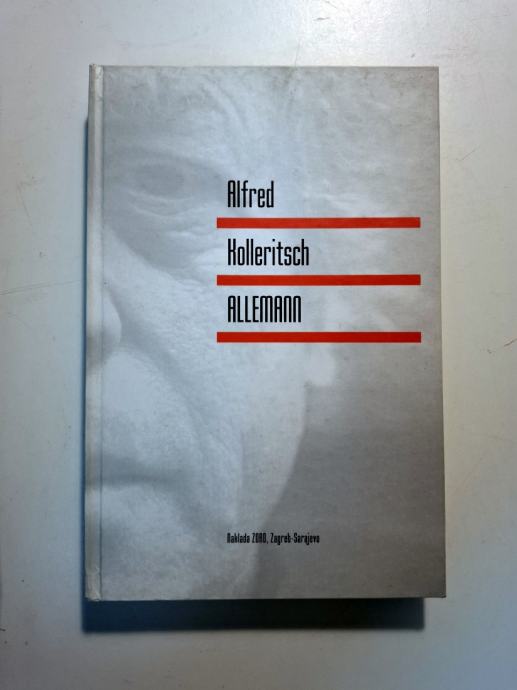 Alfred
Kolleritsch
ALLEMANN
Naklada ZORO, Zagreb-Sarajevo